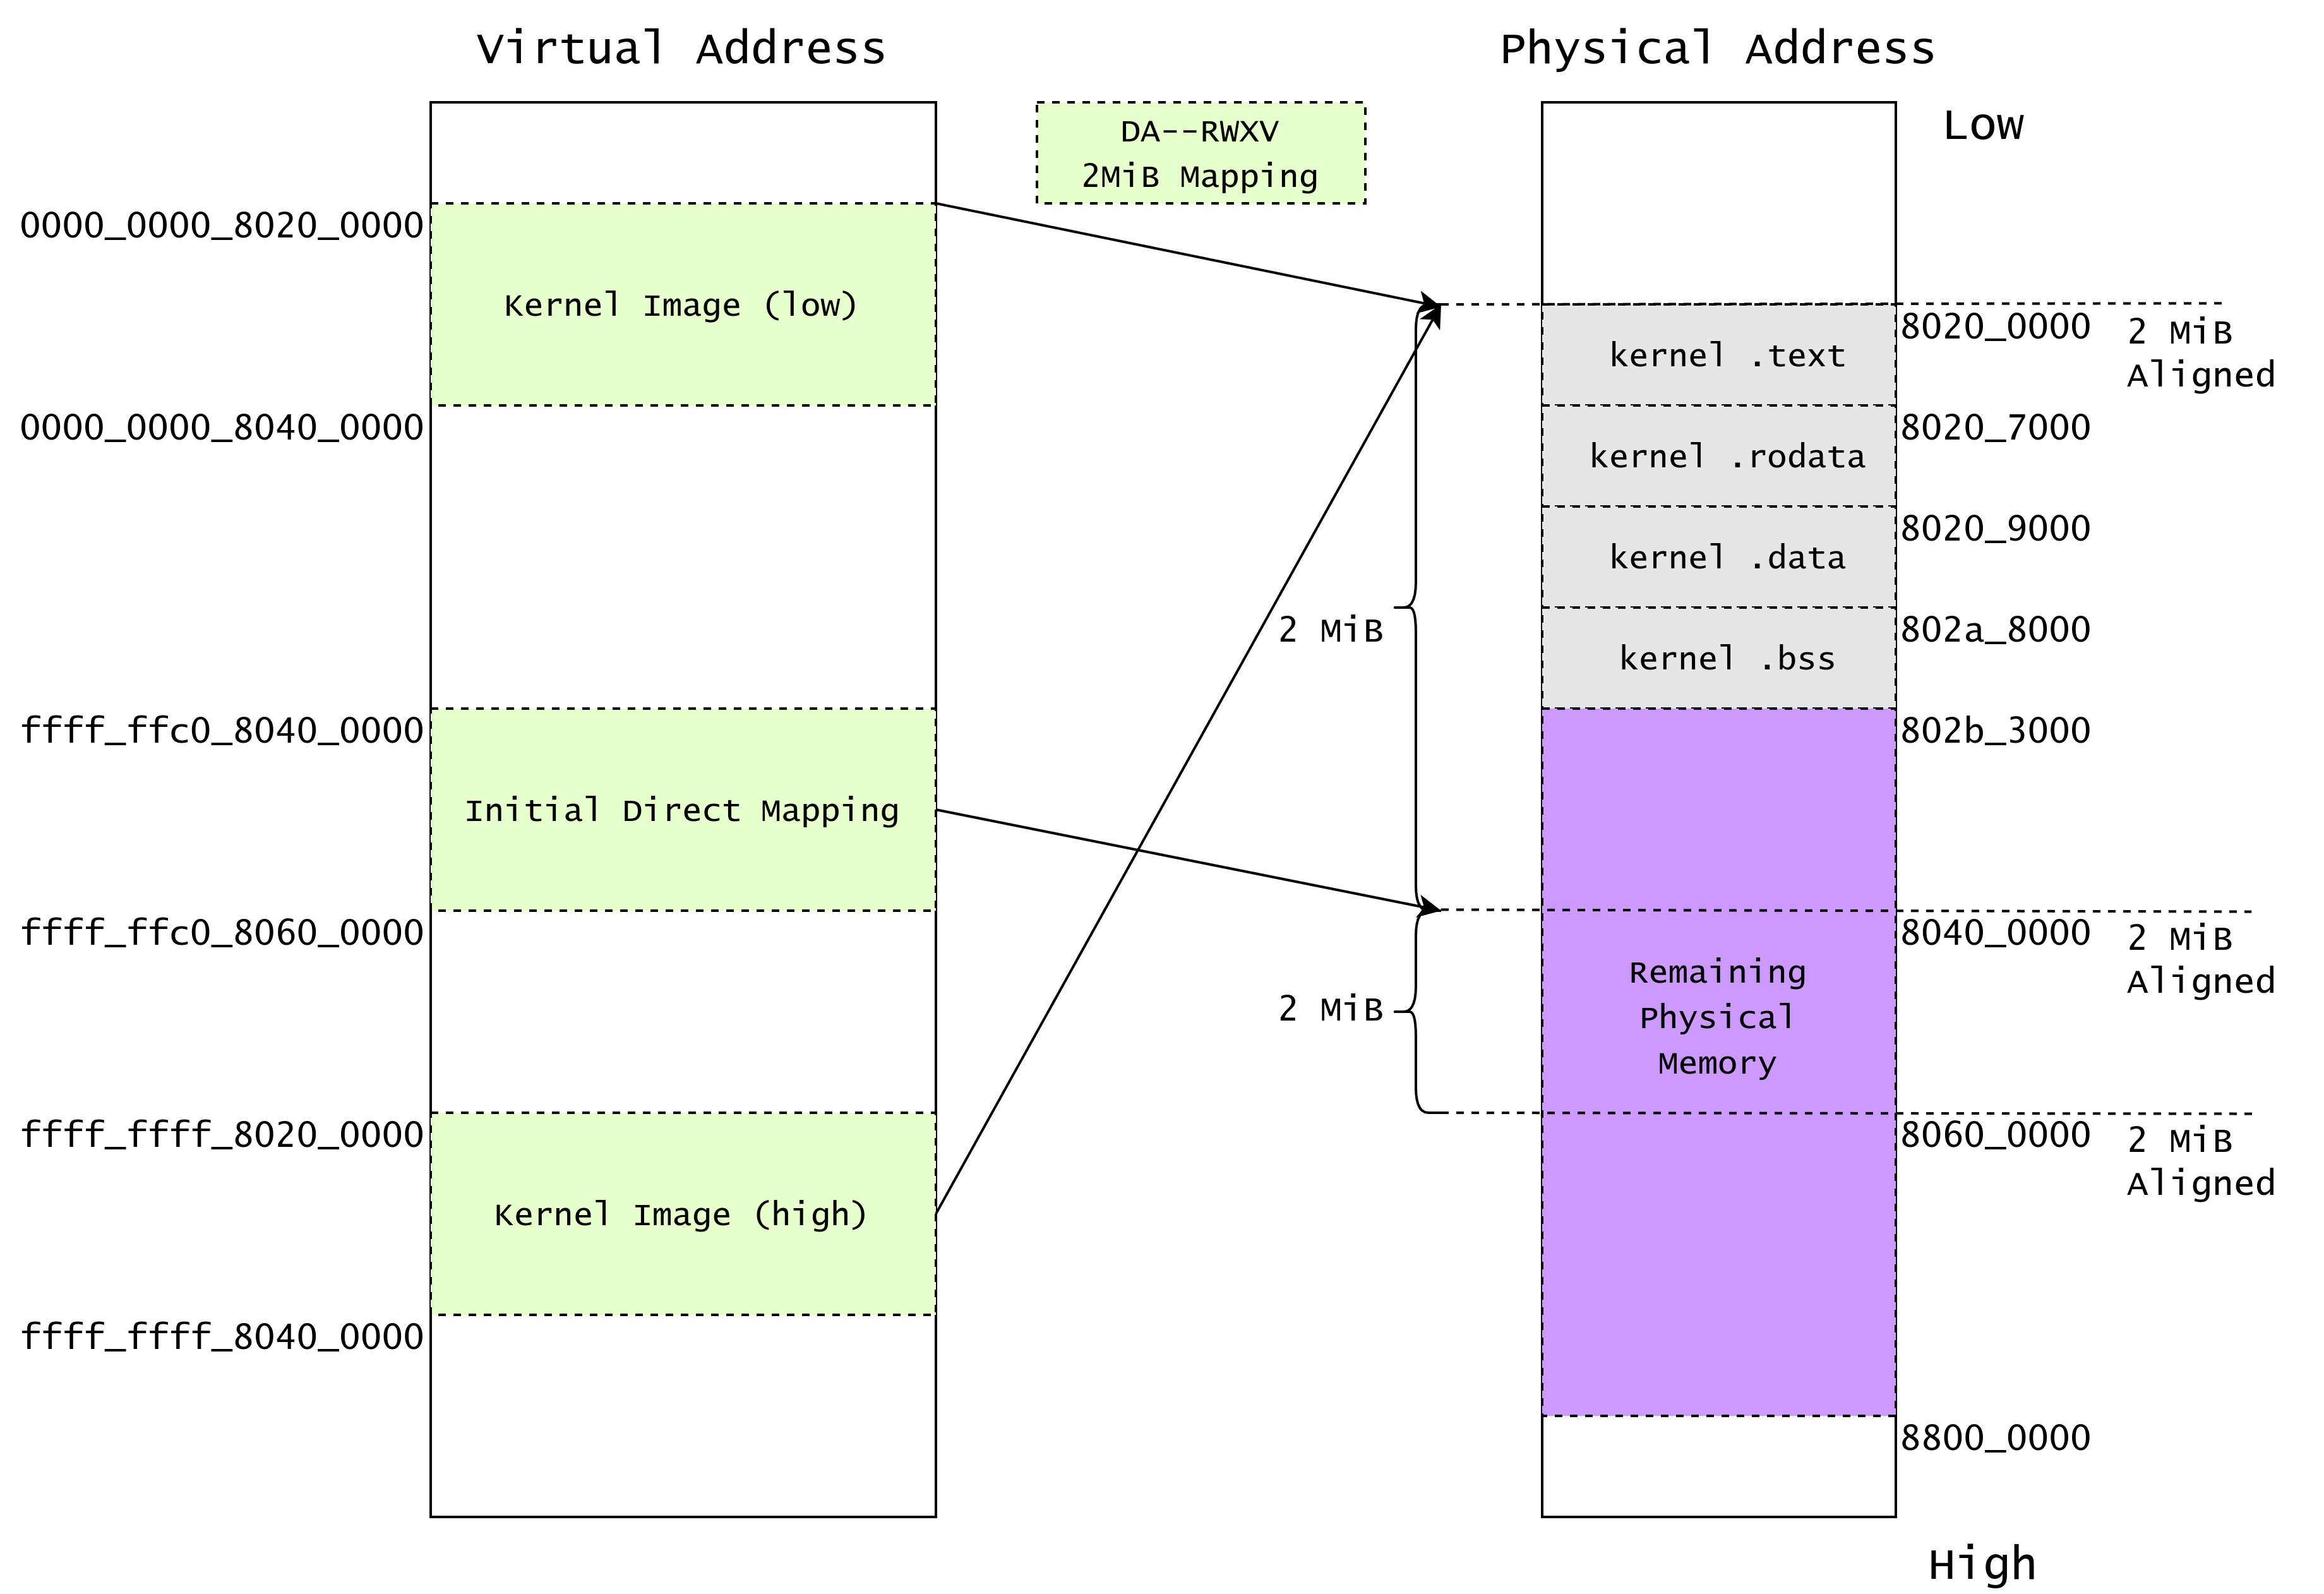 Virtual Address
Physical Address
DA--RWXV
2MiB Mapping
Low
0000_0000_8020_0000
Kernel Image (low)
0000_0000_8040_0000
ffff_ffc0_8040_0000
Initial Direct Mapping
ffff_ffc0_8060_0000
ffff_ffff_8020_0000
Kernel Image (high)
ffff_ffff_8040_0000
2 MiB
2 MiB
8020_0000
2 MiB
Aligned
kernel .text
8020_7000
kernel .rodata
8020_9000
kernel .data
802a_8000
kernel .bss
802b_3000
8040_0000
2 MiB
Aligned
Remaining
Physical
Memory
8060_0000
2 MiB
Aligned
8800_0000
High